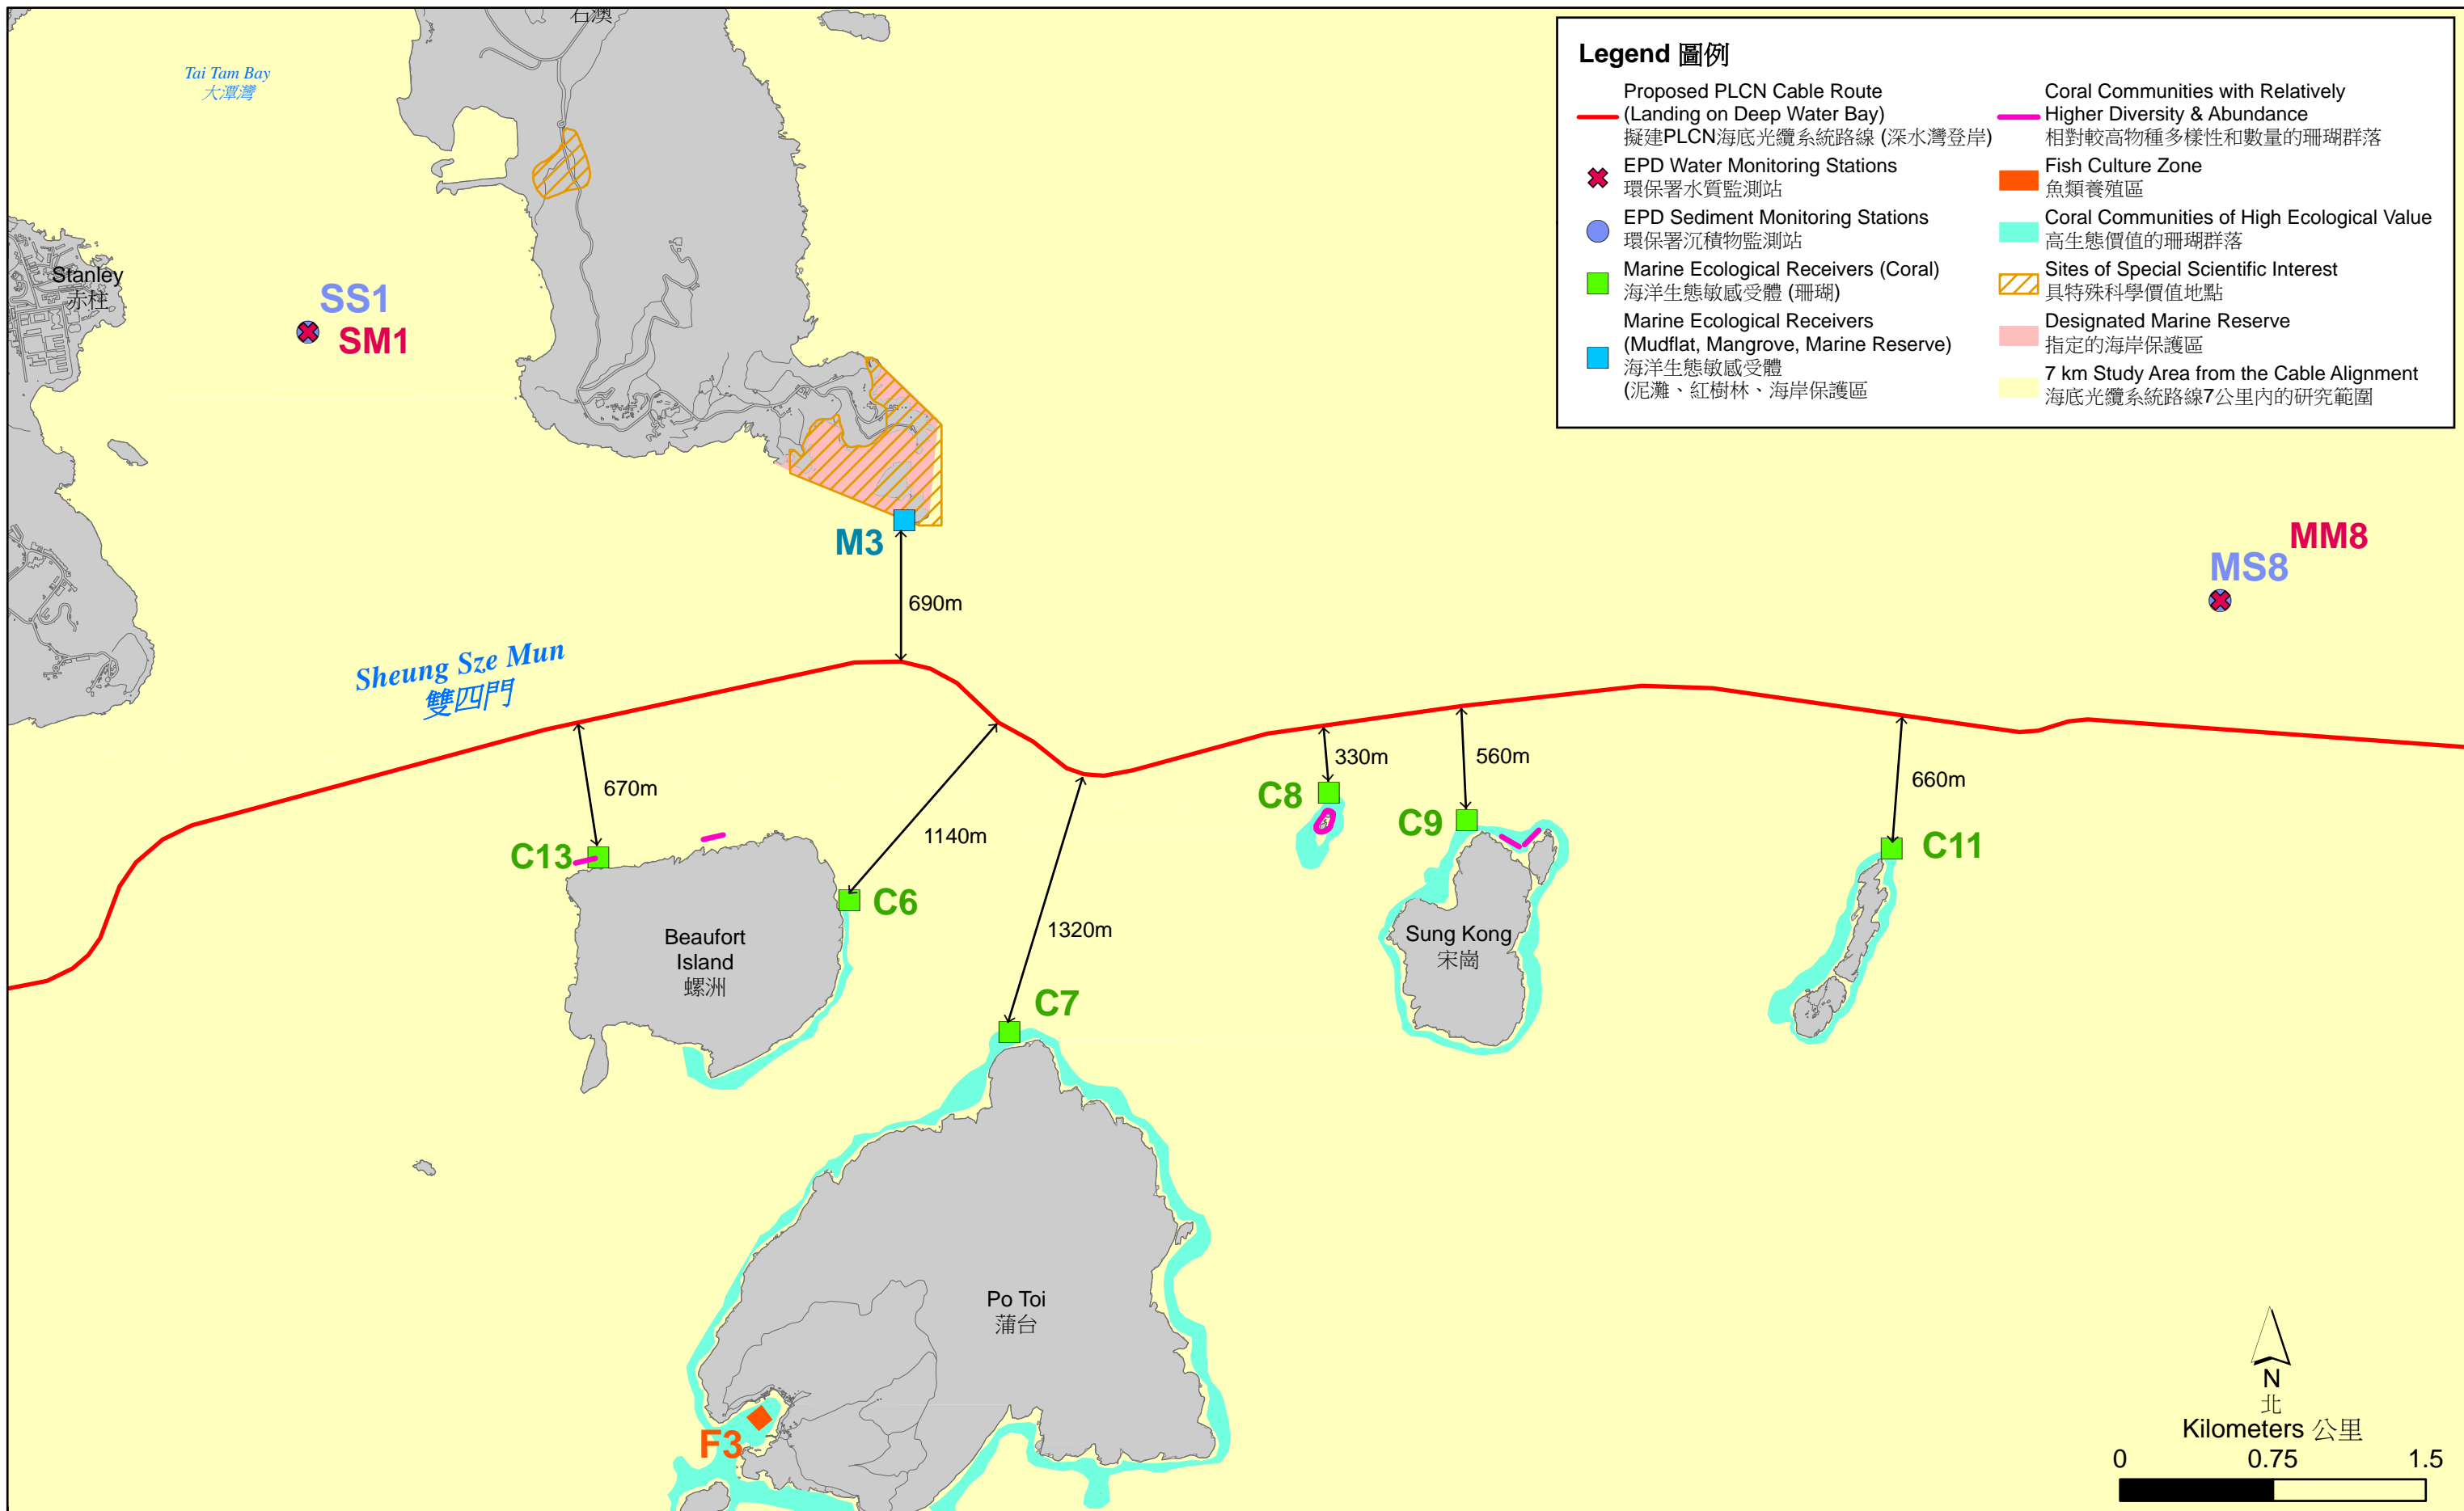 石澳
Tai Tam Bay
大潭灣
Legend 圖例
Proposed PLCN Cable Route
(Landing on Deep Water Bay)
擬建PLCN海底光纜系統路線 (深水灣登岸)
EPD Water Monitoring Stations
環保署水質監測站
EPD Sediment Monitoring Stations
環保署沉積物監測站
Marine Ecological Receivers (Coral)
海洋生態敏感受體 (珊瑚)
Marine Ecological Receivers
(Mudflat, Mangrove, Marine Reserve)
海洋生態敏感受體
(泥灘、紅樹林、海岸保護區
Coral Communities with Relatively
Higher Diversity & Abundance
相對較高物種多樣性和數量的珊瑚群落
Fish Culture Zone
魚類養殖區
Coral Communities of High Ecological Value
高生態價值的珊瑚群落
Sites of Special Scientific Interest
具特殊科學價值地點
Designated Marine Reserve
指定的海岸保護區
7 km Study Area from the Cable Alignment
海底光纜系統路線7公里內的研究範圍
Stanley
赤柱
SS1
SM1
M3
690m
MM8
MS8
Sheung Sze Mun
雙四門
670m
1140m
1320m
330m
560m
660m
C13
C6
C7
C8
C9
C11
Beaufort
Island
螺洲
Sung Kong
宋崗
Po Toi
蒲台
F3
N
北
Kilometers 公里
0 0.75 1.5